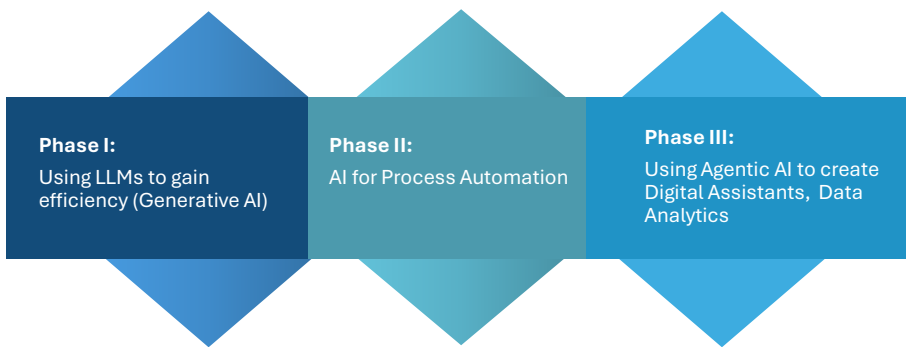 Phase I:
Using LLMs to gain
efficiency (Generative AI)
Phase II:
AI for Process Automation
Phase III:
Using Agentic AI to create
Digital Assistants,  Data
Analytics